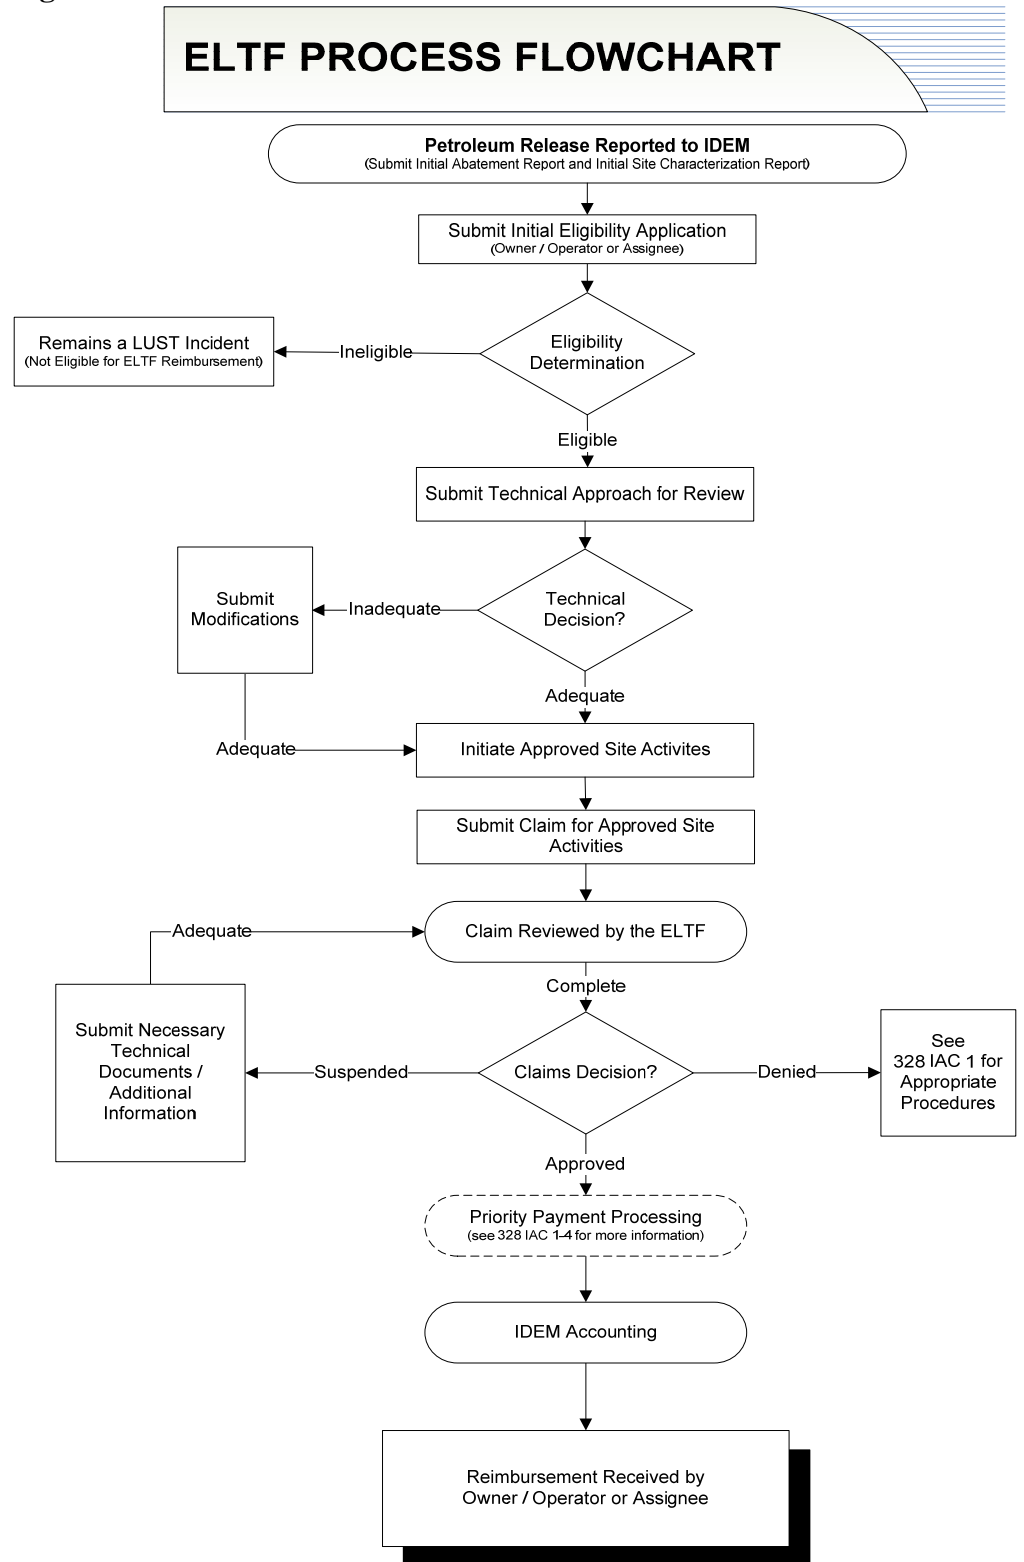 ELTF PROCESS FLOWCHART
Petroleum Release Reported to IDEM
(Submit Initial Abatement Report and Initial Site Characterization Report)
Submit Initial Eligibility Application
(Owner / Operator or Assignee)
Eligibility
Determination
Ineligible
Remains a LUST Incident
(Not Eligible for ELTF Reimbursement)
Eligible
Submit Technical Approach for Review
Technical
Decision?
Inadequate
Submit
Modifications
Adequate
Adequate
Initiate Approved Site Activites
Submit Claim for Approved Site
Activities
Claim Reviewed by the ELTF
Adequate
Complete
Claims Decision?
Suspended
Submit Necessary
Technical
Documents /
Additional
Information
Denied
See
328 IAC 1 for
Appropriate
Procedures
Approved
Priority Payment Processing
(see 328 IAC 1-4 for more information)
IDEM Accounting
Reimbursement Received by
Owner / Operator or Assignee